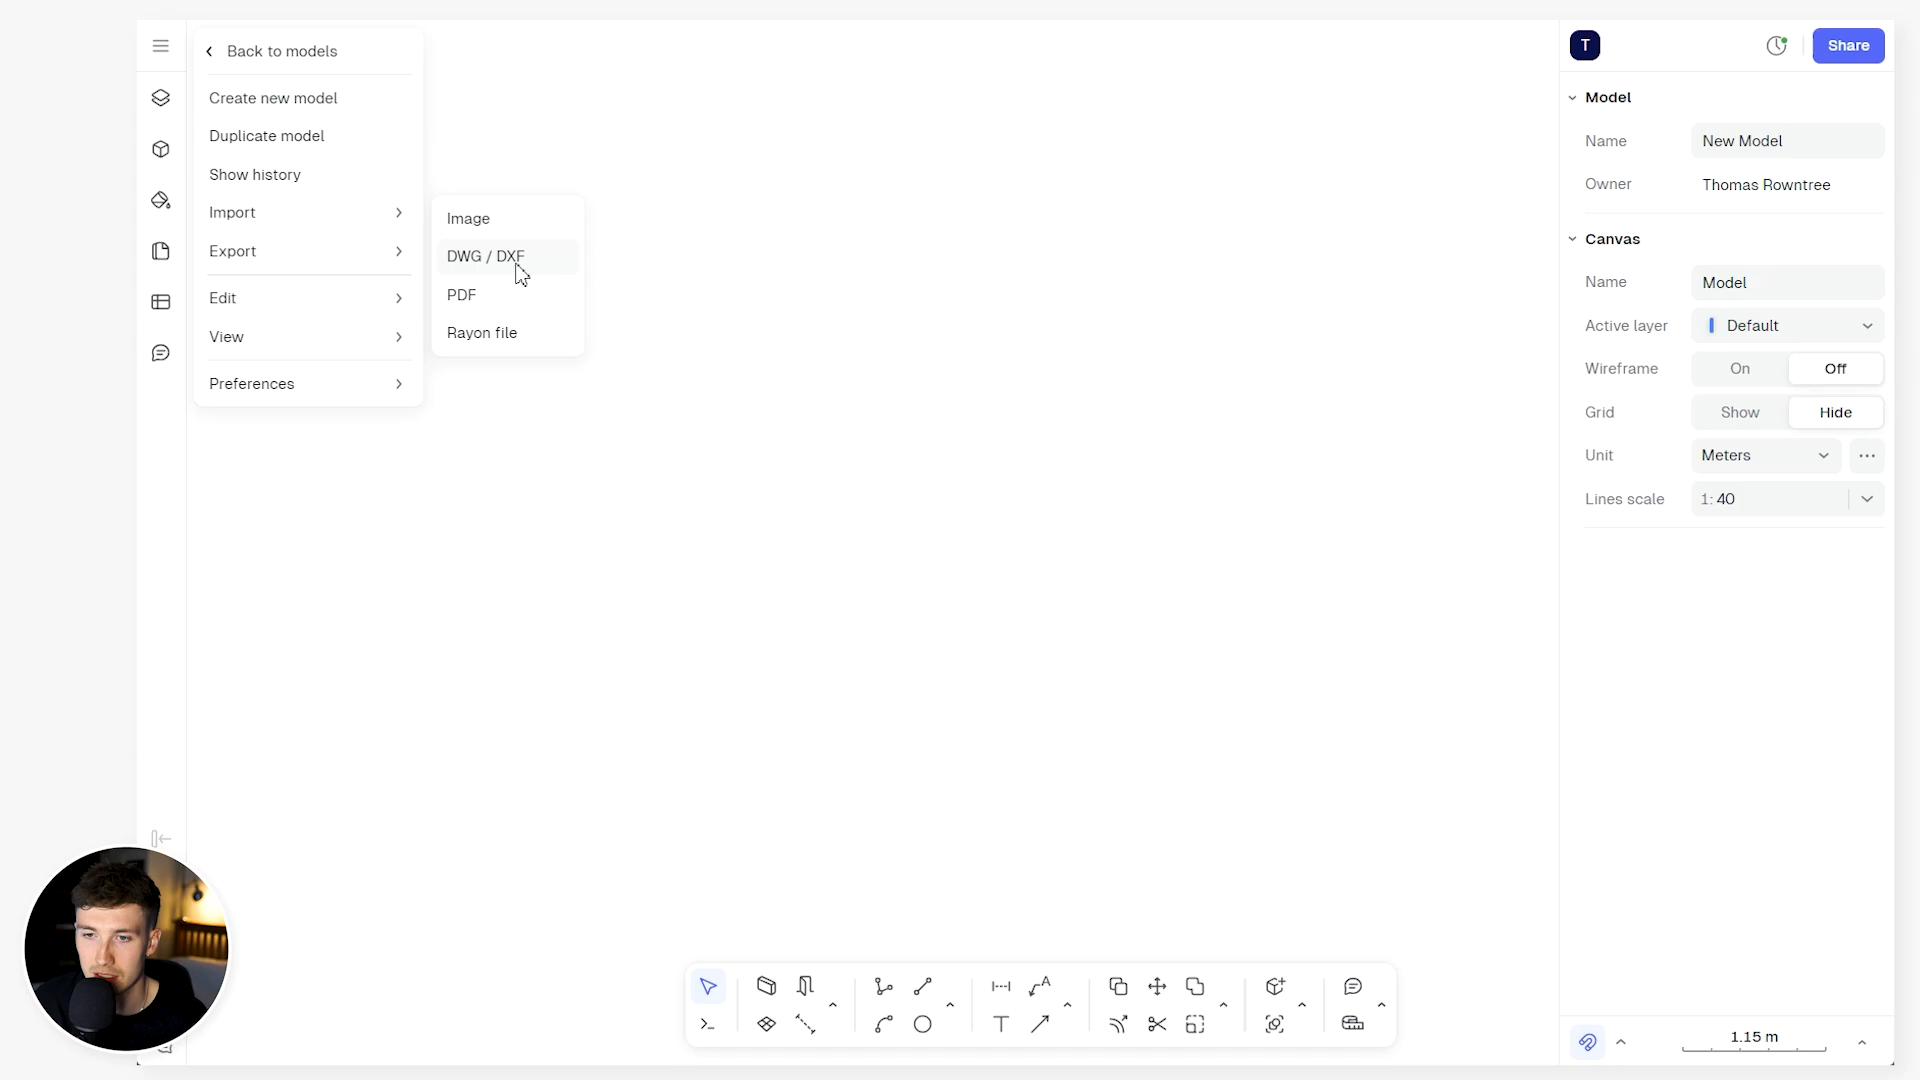 Back to models
Create new model
Duplicate model
Show history
Import
Export
Edit
View
Preferences
Image
DWG / DXF
PDF
Rayon file
T
Share
Model
Name
New Model
Owner
Thomas Rowntree
Canvas
Name
Model
Active layer
Default
Wireframe
On
Off
Grid
Show
Hide
Unit
Meters
Lines scale
1: 40
1.15 m